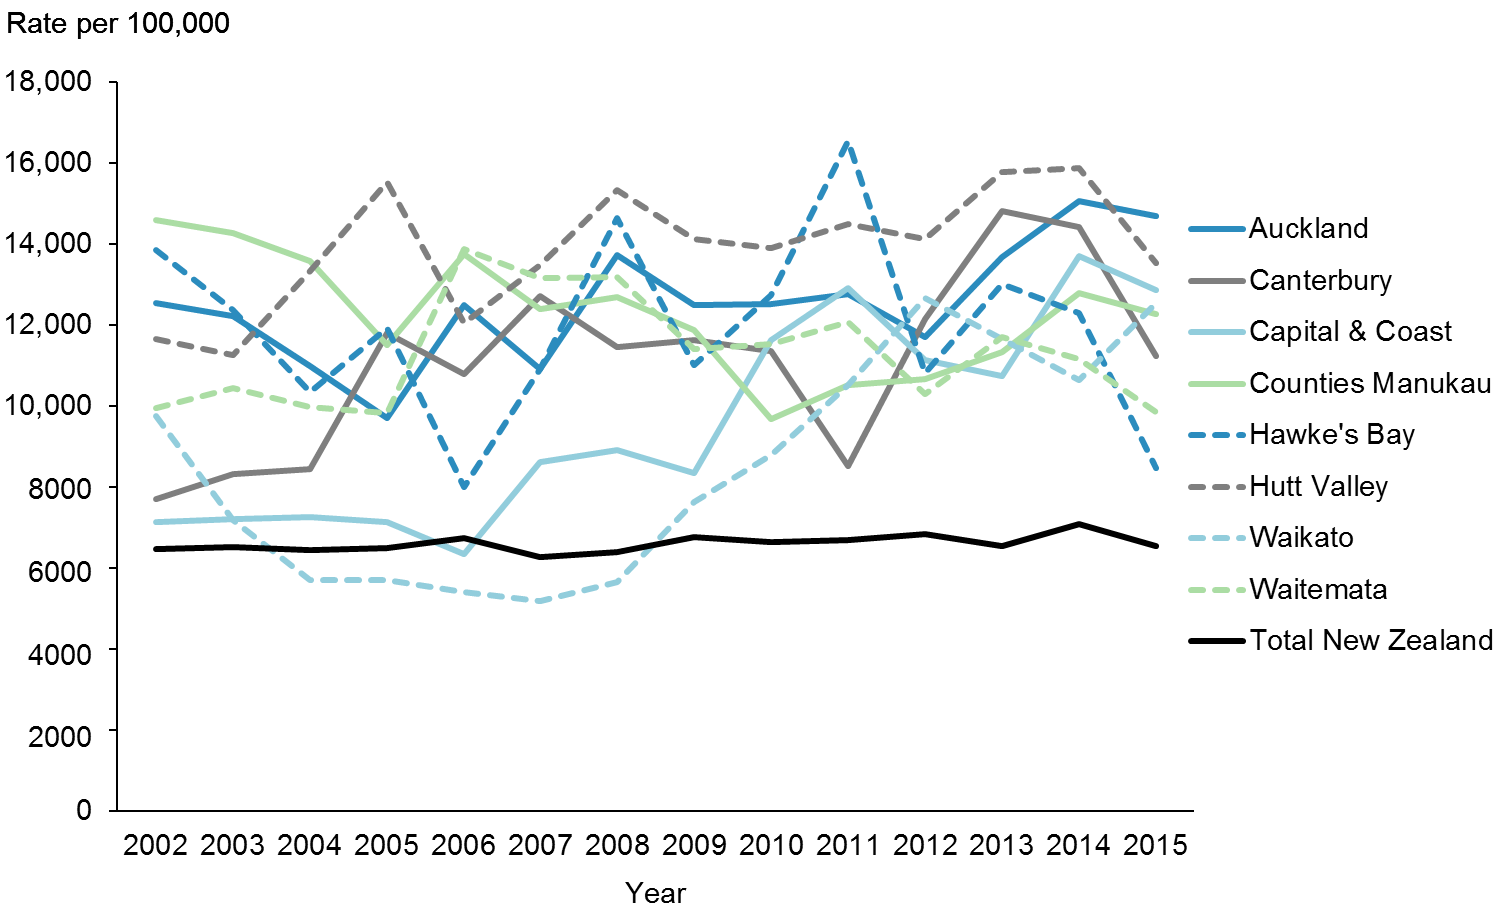 Rate per 100,000
18,000
16,000
14,000
12,000
10,000
8000
6000
4000
2000
0
2002 2003 2004 2005 2006 2007 2008 2009 2010 2011 2012 2013 2014 2015
Year
Auckland
Canterbury
Capital & Coast
Counties Manukau
Hawke's Bay
Hutt Valley
Waikato
Waitemata
Total New Zealand